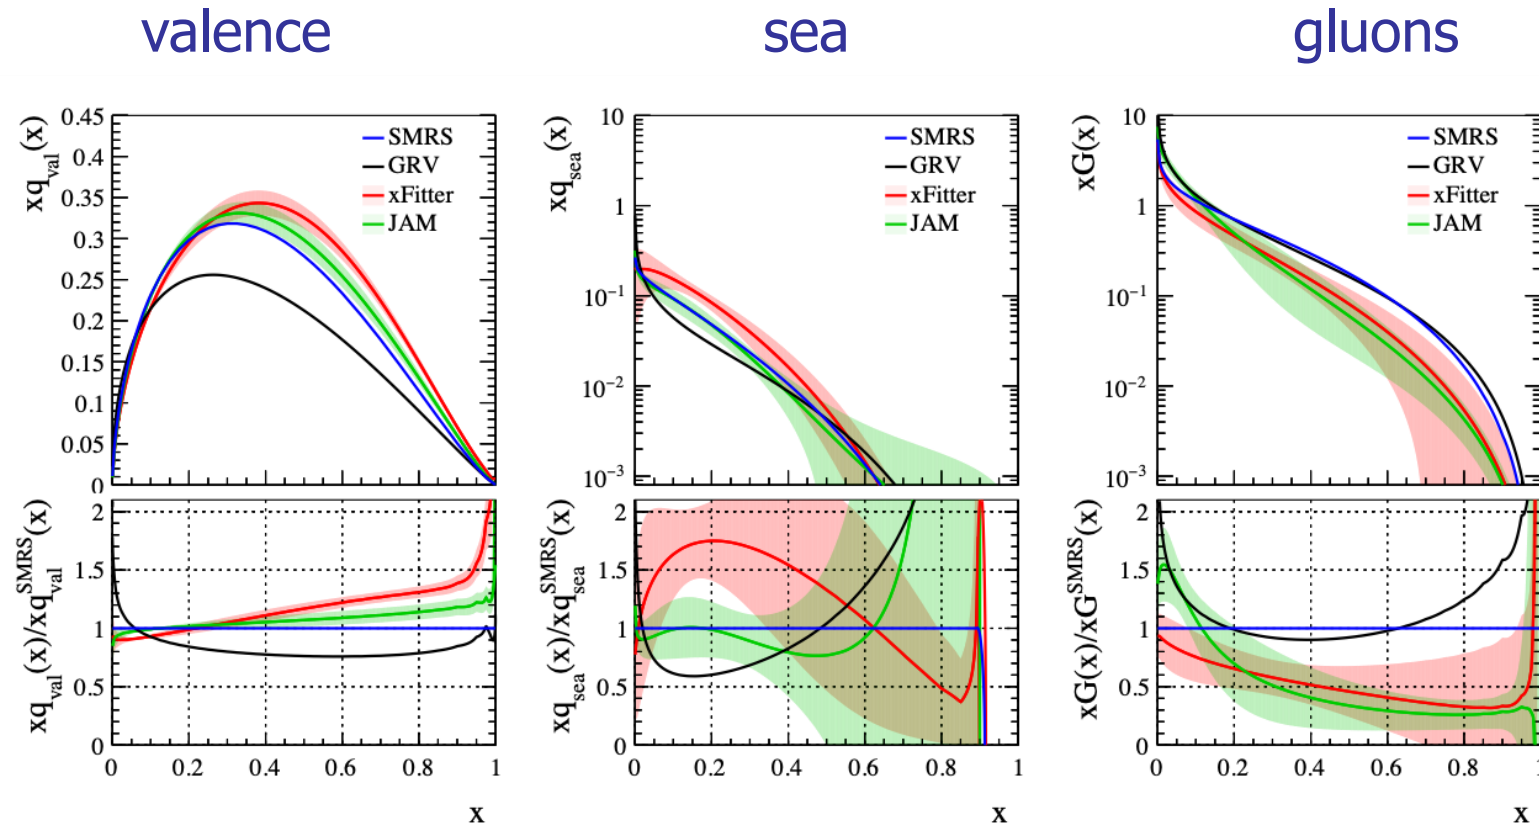 valence
sea
gluons
xq_val(x)
0.45
0.4
0.35
0.3
0.25
0.2
0.15
0.1
0.05
0
SMRS
GRV
xFitter
JAM
xq_sea(x)
10
1
10⁻¹
10⁻²
10⁻³
SMRS
GRV
xFitter
JAM
xG(x)
10
1
10⁻¹
10⁻²
10⁻³
SMRS
GRV
xFitter
JAM
xq_val(x)/xq_val^SMRS(x)
2
1.5
1
0.5
0
0 0.2 0.4 0.6 0.8 1
x
xq_sea(x)/xq_sea^SMRS(x)
2
1.5
1
0.5
0
0 0.2 0.4 0.6 0.8 1
x
xG(x)/xG^SMRS(x)
2
1.5
1
0.5
0
0 0.2 0.4 0.6 0.8 1
x